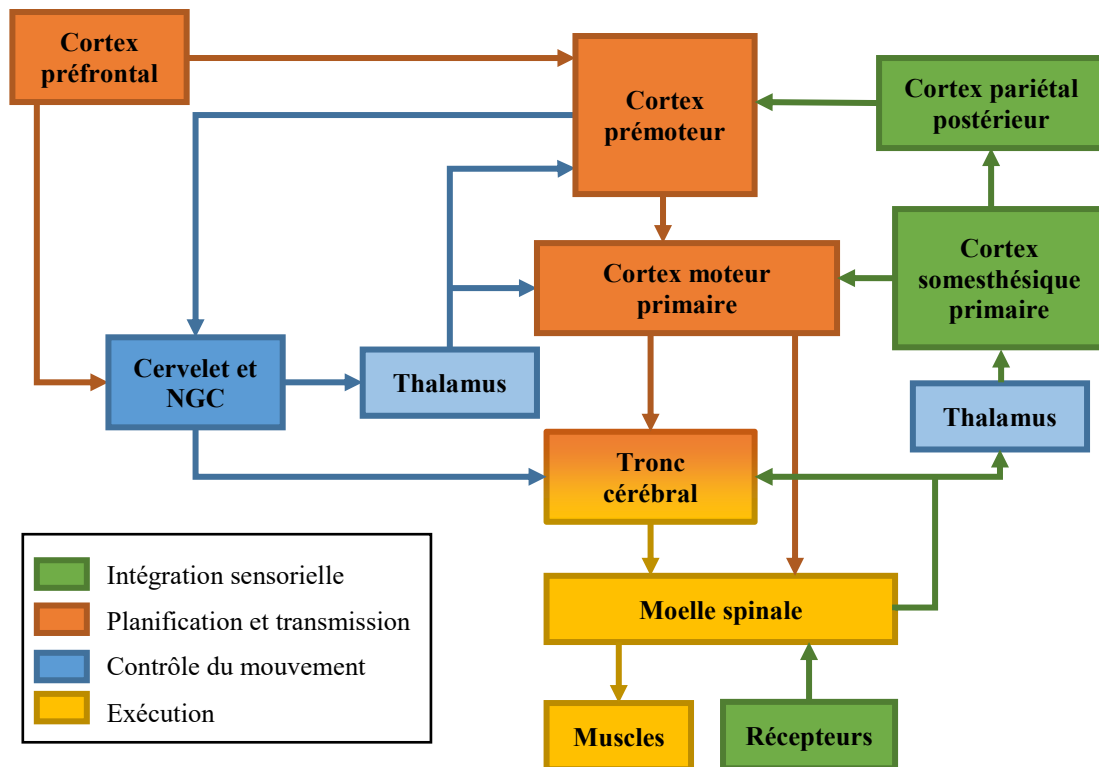 Cortex
préfrontal
Cortex
prémoteur
Cortex pariétal
postérieur
Cortex moteur
primaire
Cortex
somesthésique
primaire
Cervelet et
NGC
Thalamus
Thalamus
Tronc
cérébral
Intégration sensorielle
Planification et transmission
Contrôle du mouvement
Exécution
Moelle spinale
Muscles
Récepteurs